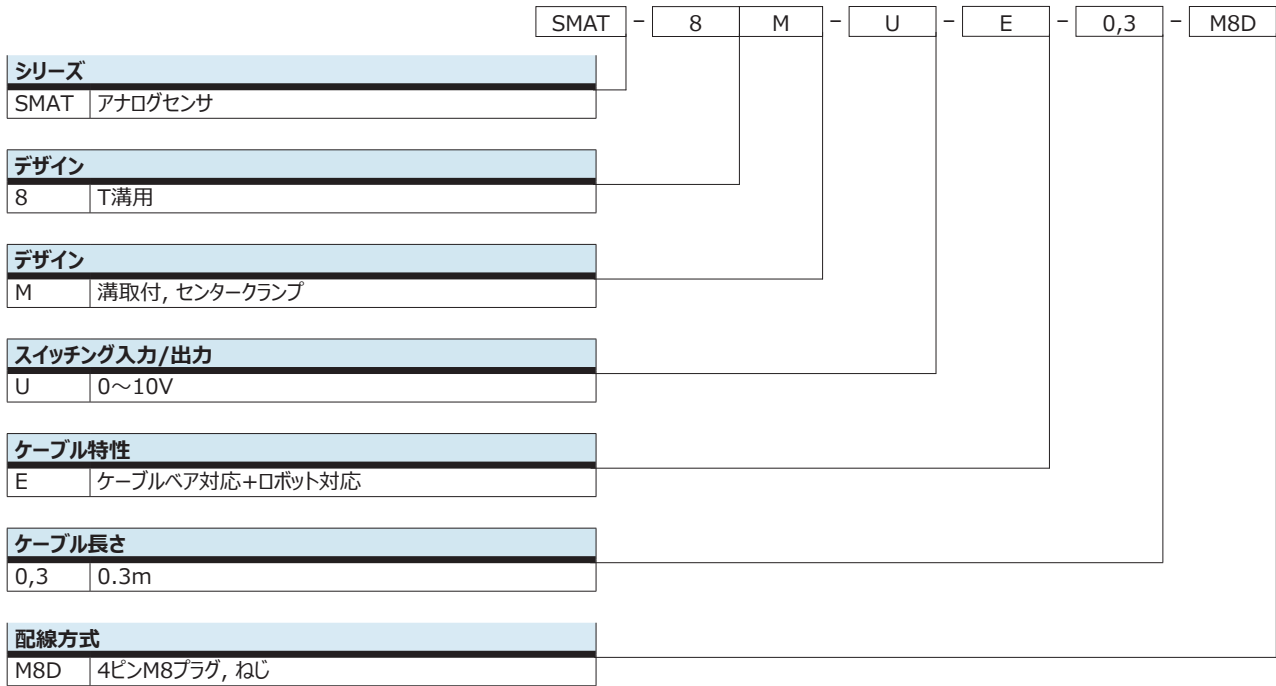 SMAT – 8 M – U – E – 0,3 – M8D
シリーズ
SMAT アナログセンサ
デザイン
8 T溝用
デザイン
M 溝取付, センタークランプ
スイッチング入力/出力
U 0～10V
ケーブル特性
E ケーブルベア対応+ロボット対応
ケーブル長さ
0,3 0.3m
配線方式
M8D 4ピンM8プラグ, ねじ